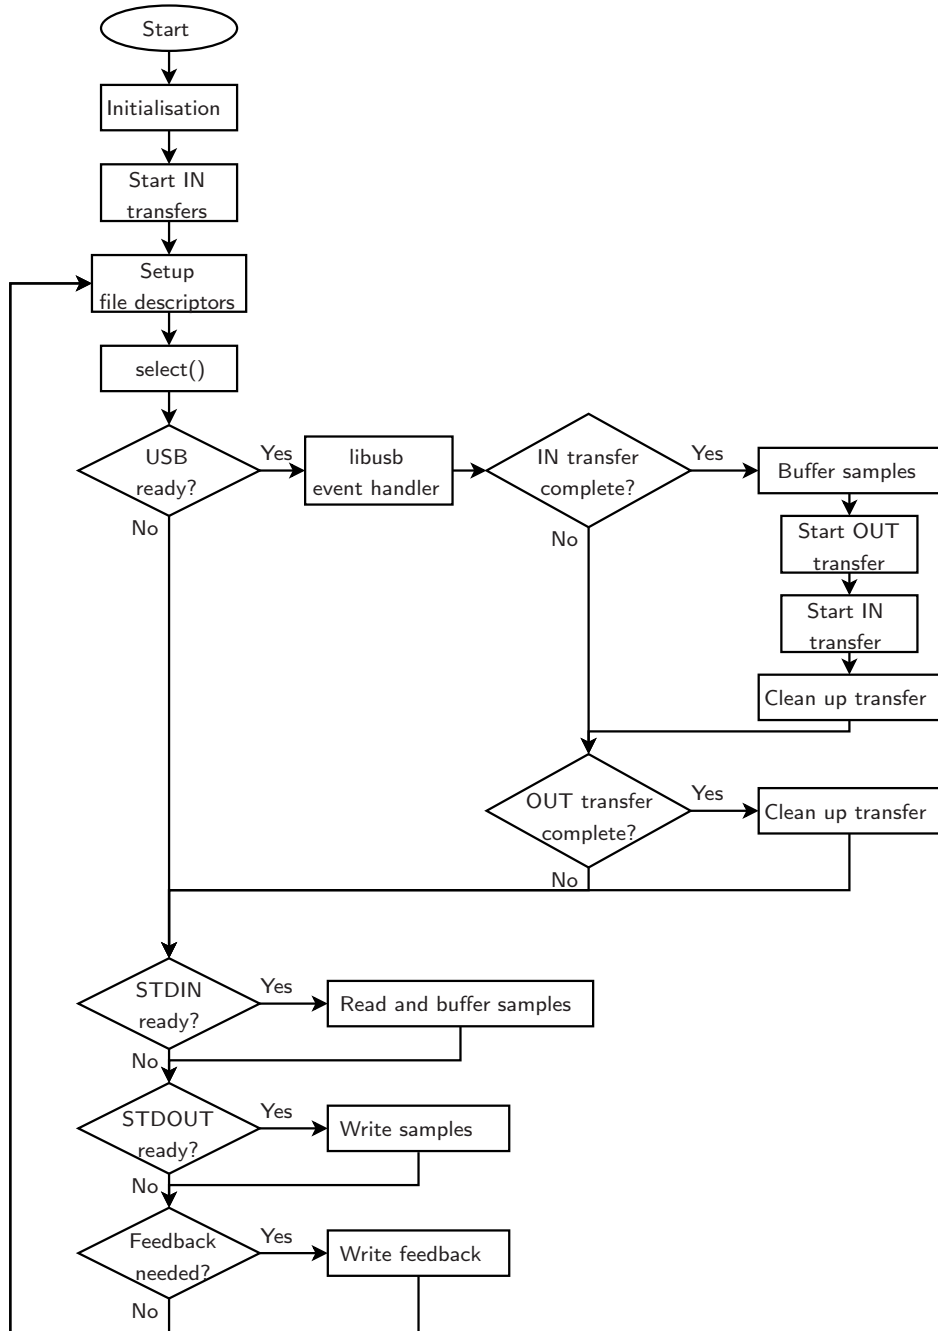 Start
Initialisation
Start IN
transfers
Setup
file descriptors
select()
USB
ready?
Yes
No
libusb
event handler
IN transfer
complete?
Yes
No
Buffer samples
Start OUT
transfer
Start IN
transfer
Clean up transfer
OUT transfer
complete?
Yes
No
Clean up transfer
STDIN
ready?
Yes
No
Read and buffer samples
STDOUT
ready?
Yes
No
Write samples
Feedback
needed?
Yes
No
Write feedback